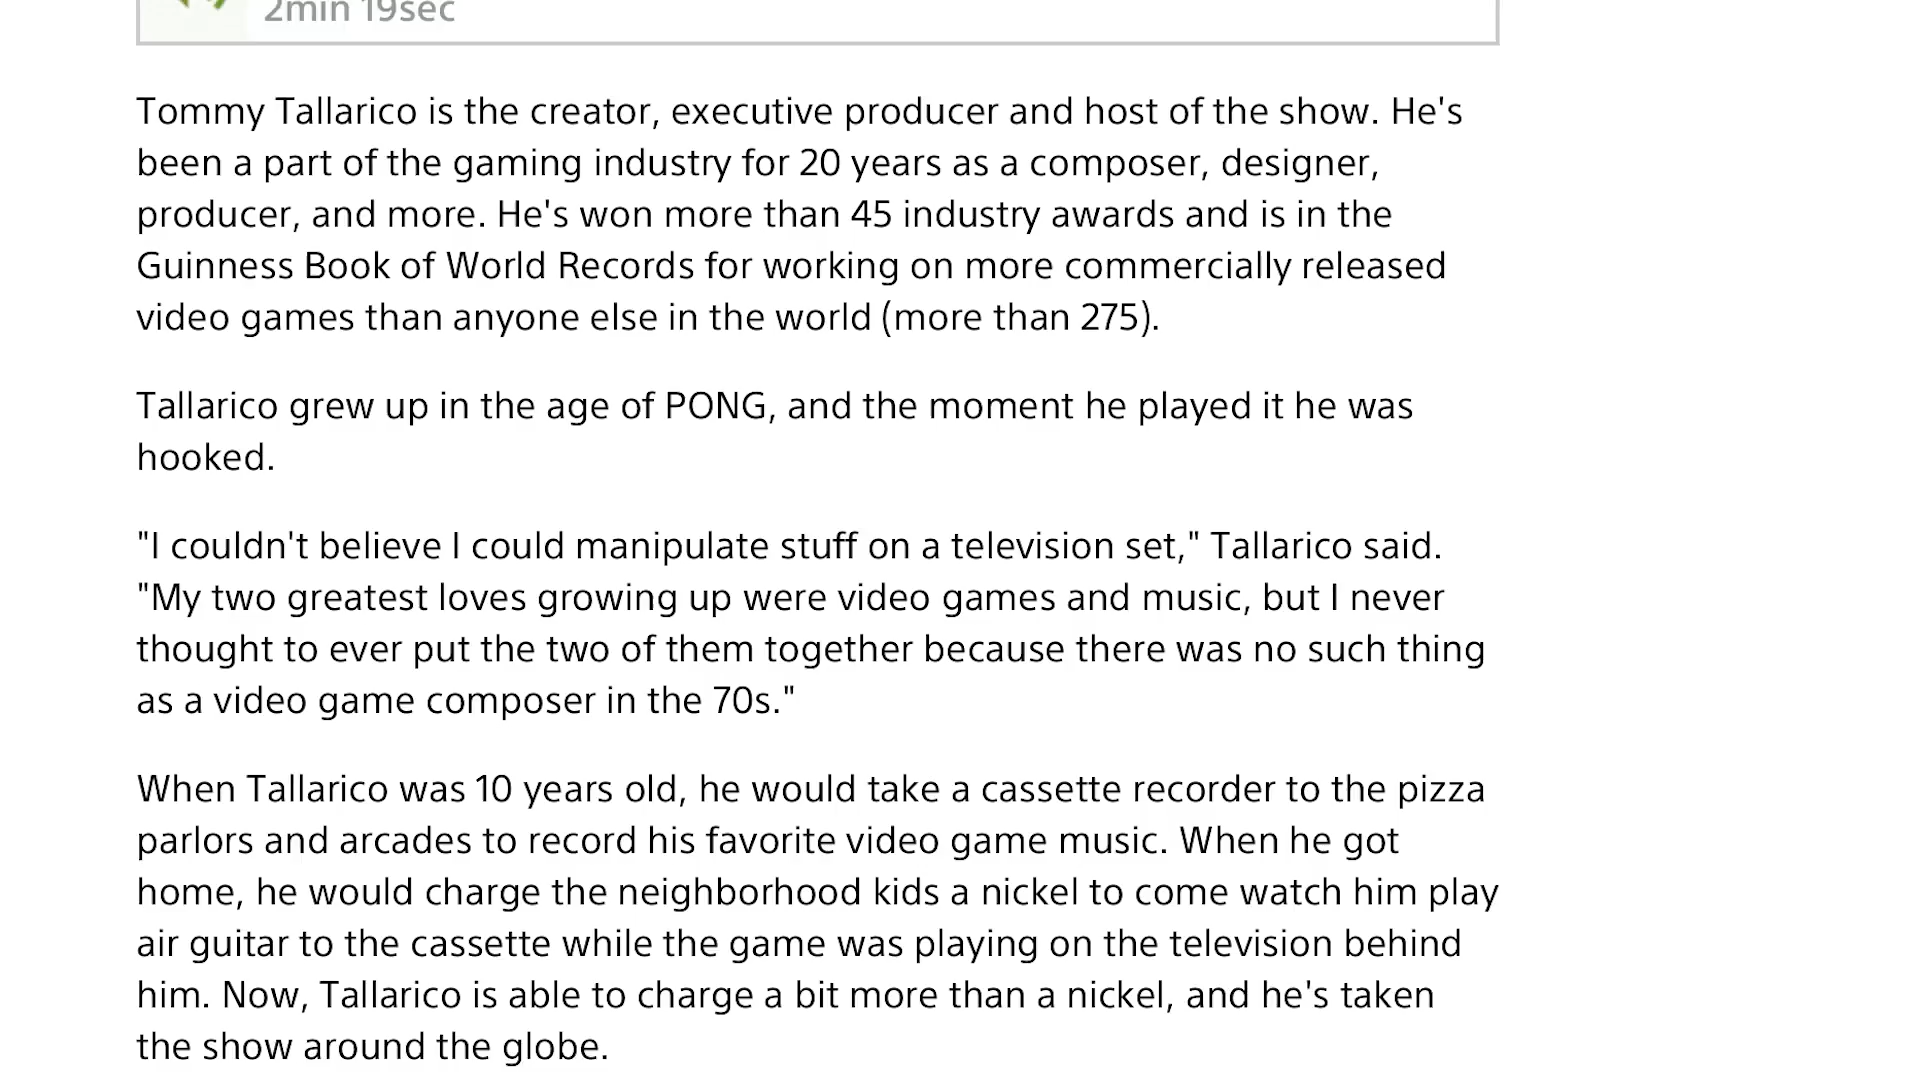 2min 19sec
Tommy Tallarico is the creator, executive producer and host of the show. He's
been a part of the gaming industry for 20 years as a composer, designer,
producer, and more. He's won more than 45 industry awards and is in the
Guinness Book of World Records for working on more commercially released
video games than anyone else in the world (more than 275).
Tallarico grew up in the age of PONG, and the moment he played it he was
hooked.
"I couldn't believe I could manipulate stuff on a television set," Tallarico said.
"My two greatest loves growing up were video games and music, but I never
thought to ever put the two of them together because there was no such thing
as a video game composer in the 70s."
When Tallarico was 10 years old, he would take a cassette recorder to the pizza
parlors and arcades to record his favorite video game music. When he got
home, he would charge the neighborhood kids a nickel to come watch him play
air guitar to the cassette while the game was playing on the television behind
him. Now, Tallarico is able to charge a bit more than a nickel, and he's taken
the show around the globe.